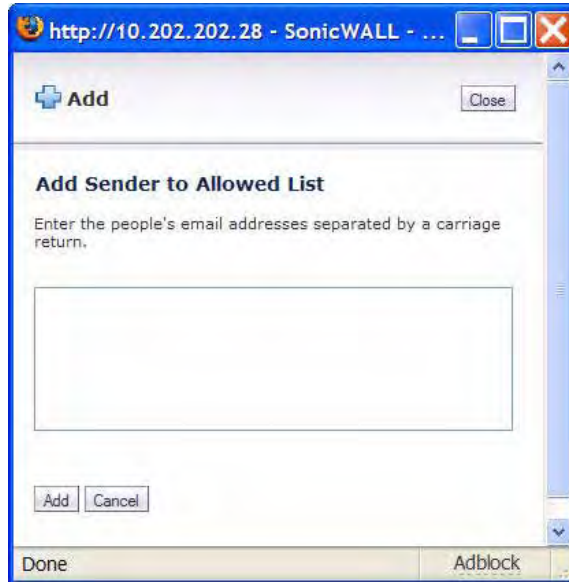 http://10.202.202.28 - SonicWALL - ...
Add
Close
Add Sender to Allowed List
Enter the people's email addresses separated by a carriage
return.
Add
Cancel
Done
Adblock